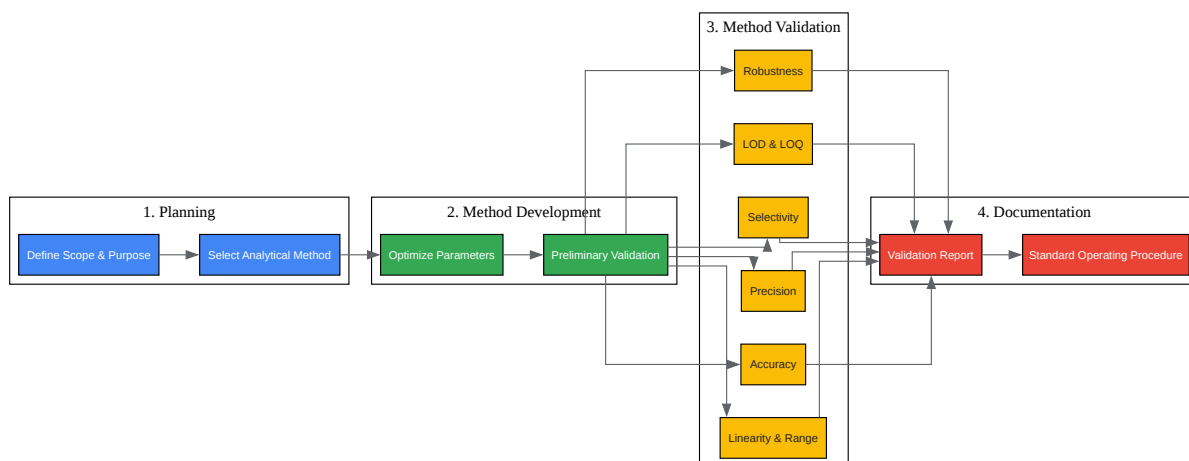 3. Method Validation
Robustness
LOD & LOQ
1. Planning
Define Scope & Purpose
Select Analytical Method
2. Method Development
Optimize Parameters
Preliminary Validation
Selectivity
Precision
Accuracy
Linearity & Range
4. Documentation
Validation Report
Standard Operating Procedure